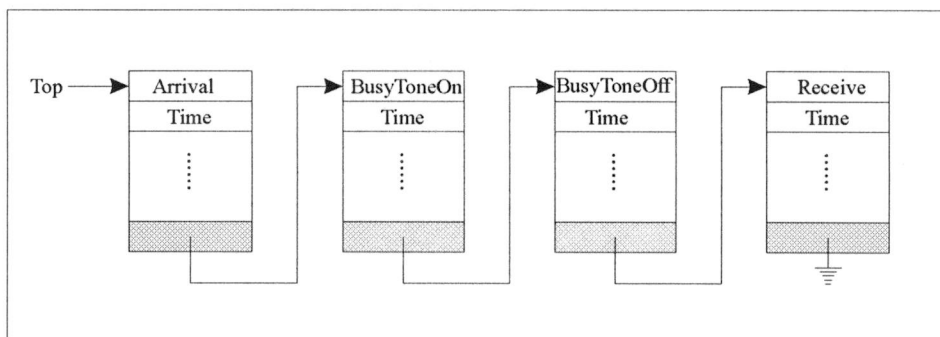 Top
Arrival
BusyToneOn
BusyToneOff
Receive
Time
Time
Time
Time